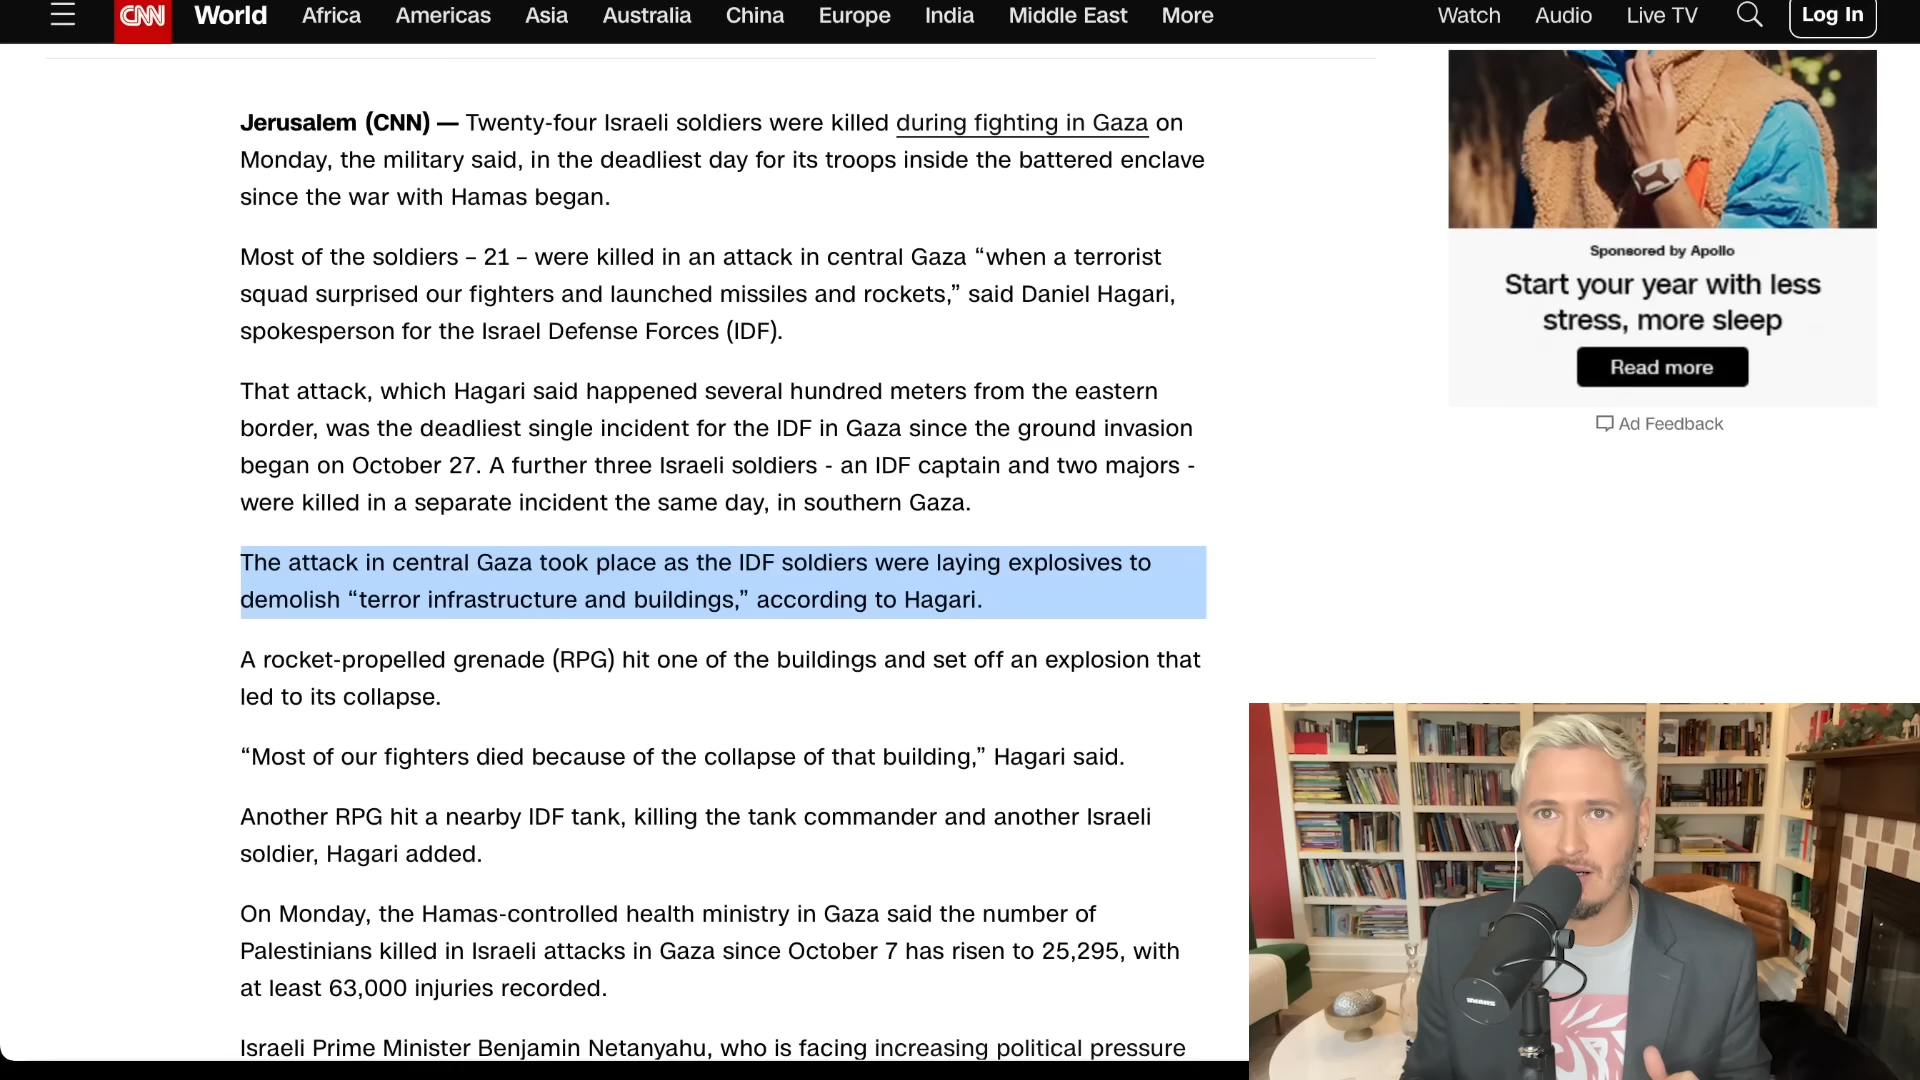 CNN World Africa Americas Asia Australia China Europe India Middle East More Watch Audio Live TV Log In
Jerusalem (CNN) — Twenty-four Israeli soldiers were killed during fighting in Gaza on
Monday, the military said, in the deadliest day for its troops inside the battered enclave
since the war with Hamas began.
Most of the soldiers – 21 – were killed in an attack in central Gaza “when a terrorist
squad surprised our fighters and launched missiles and rockets,” said Daniel Hagari,
spokesperson for the Israel Defense Forces (IDF).
That attack, which Hagari said happened several hundred meters from the eastern
border, was the deadliest single incident for the IDF in Gaza since the ground invasion
began on October 27. A further three Israeli soldiers - an IDF captain and two majors -
were killed in a separate incident the same day, in southern Gaza.
The attack in central Gaza took place as the IDF soldiers were laying explosives to
demolish “terror infrastructure and buildings,” according to Hagari.
A rocket-propelled grenade (RPG) hit one of the buildings and set off an explosion that
led to its collapse.
“Most of our fighters died because of the collapse of that building,” Hagari said.
Another RPG hit a nearby IDF tank, killing the tank commander and another Israeli
soldier, Hagari added.
On Monday, the Hamas-controlled health ministry in Gaza said the number of
Palestinians killed in Israeli attacks in Gaza since October 7 has risen to 25,295, with
at least 63,000 injuries recorded.
Israeli Prime Minister Benjamin Netanyahu, who is facing increasing political pressure
Sponsored by Apollo
Start your year with less
stress, more sleep
Read more
Ad Feedback